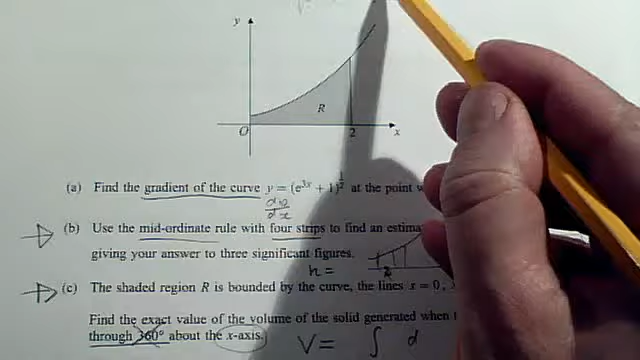 y
R
O 2 x
(a) Find the gradient of the curve y = (e^{3x} + 1)^{1/2} at the point
dy/dx
(b) Use the mid-ordinate rule with four strips to find an
giving your answer to three significant figures.
h =
(c) The shaded region R is bounded by the curve, the lines x = 0,
Find the exact value of the volume of the solid generated when
through 360° about the x-axis.
V = ∫ d